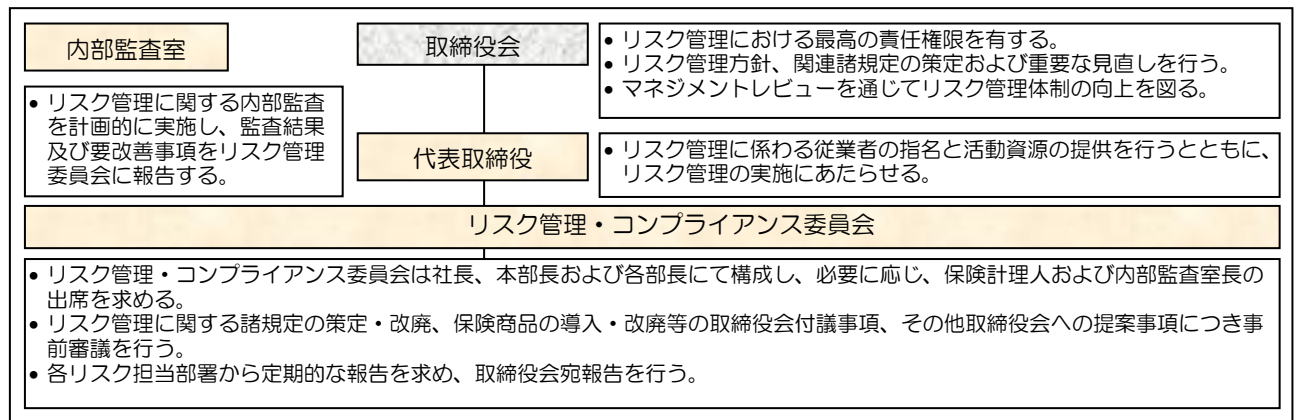 内部監査室
• リスク管理に関する内部監査
を計画的に実施し、監査結果
及び要改善事項をリスク管理
委員会に報告する。
取締役会
• リスク管理における最高の責任権限を有する。
• リスク管理方針、関連諸規定の策定および重要な見直しを行う。
• マネジメントレビューを通じてリスク管理体制の向上を図る。
代表取締役
• リスク管理に係わる従業者の指名と活動資源の提供を行うとともに、
リスク管理の実施にあたらせる。
リスク管理・コンプライアンス委員会
• リスク管理・コンプライアンス委員会は社長、本部長および各部長にて構成し、必要に応じ、保険計理人および内部監査室長の
出席を求める。
• リスク管理に関する諸規定の策定・改廃、保険商品の導入・改廃等の取締役会付議事項、その他取締役会への提案事項につき事
前審議を行う。
• 各リスク担当部署から定期的な報告を求め、取締役会宛報告を行う。